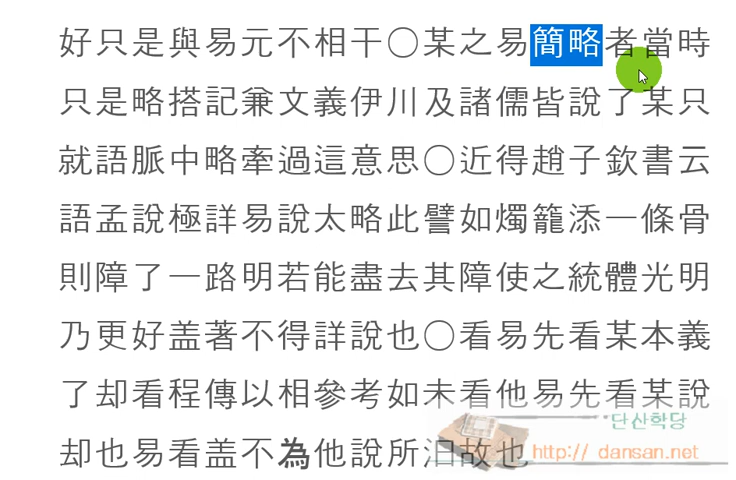 好只是與易元不相干〇某之易簡略者當時
只是略搭記兼文義伊川及諸儒皆說了某只
就語脈中略牽過這意思〇近得趙子欽書云
語孟說極詳易說太略此譬如燭籠添一條骨
則障了一路明若能盡去其障使之統體光明
乃更好盖著不得詳說也〇看易先看某本義
了却看程傳以相參考如未看他易先看某說
却也易看盖不為他說所汩故也
단산학당
http:// dansan.net